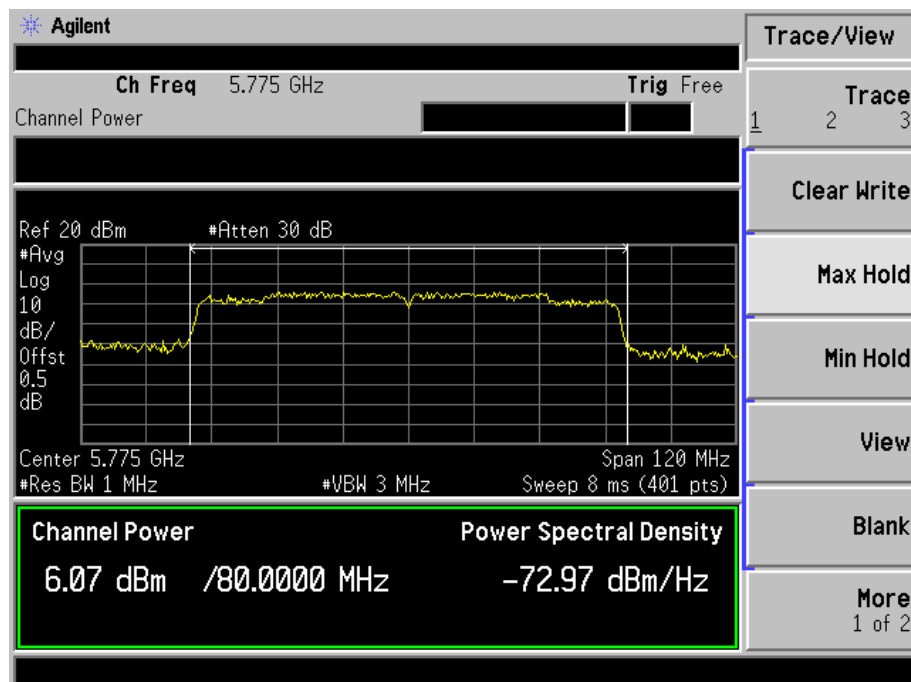 Agilent
Trace/View
Ch Freq 5.775 GHz Trig Free
Channel Power
Trace
1 2 3
Clear Write
Max Hold
Min Hold
View
Blank
More
1 of 2
Ref 20 dBm #Atten 30 dB
#Avg
Log
10
dB/
Offst
0.5
dB
Center 5.775 GHz Span 120 MHz
#Res BW 1 MHz #VBW 3 MHz Sweep 8 ms (401 pts)
Channel Power Power Spectral Density
6.07 dBm /80.0000 MHz -72.97 dBm/Hz